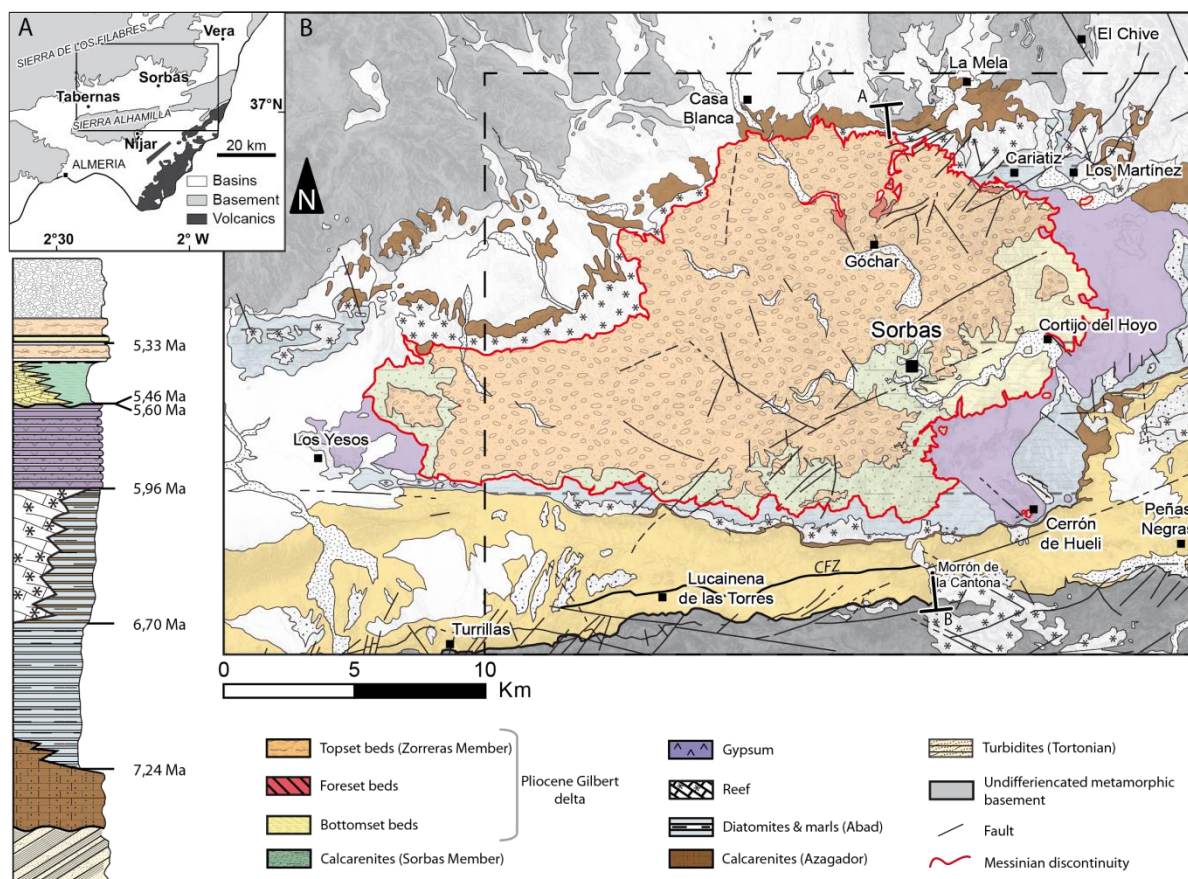 A
SIERRA DE LOS FILABRES
Vera
Sorbas
Tabernas
SIERRA ALHAMILLA
37°N
Níjar
20 km
ALMERIA
Basins
Basement
Volcanics
2°30
2° W
B
N
El Chive
La Mela
A
Casa
Blanca
Cariatiz
Los Martínez
Góchar
Sorbas
Cortijo del Hoyo
Los Yesos
Cerrón
de Hueli
Peñas
Negras
CFZ
Morrón de
la Cantona
Lucainena
de las Torres
B
Turrillas
0
5
10
Km
5,33 Ma
5,46 Ma
5,60 Ma
5,96 Ma
6,70 Ma
7,24 Ma
Topset beds (Zorreras Member)
Foreset beds
Bottomset beds
Pliocene Gilbert
delta
Calcarenites (Sorbas Member)
Gypsum
Reef
Diatomites & marls (Abad)
Calcarenites (Azagador)
Turbidites (Tortonian)
Undifferencated metamorphic
basement
Fault
Messinian discontinuity